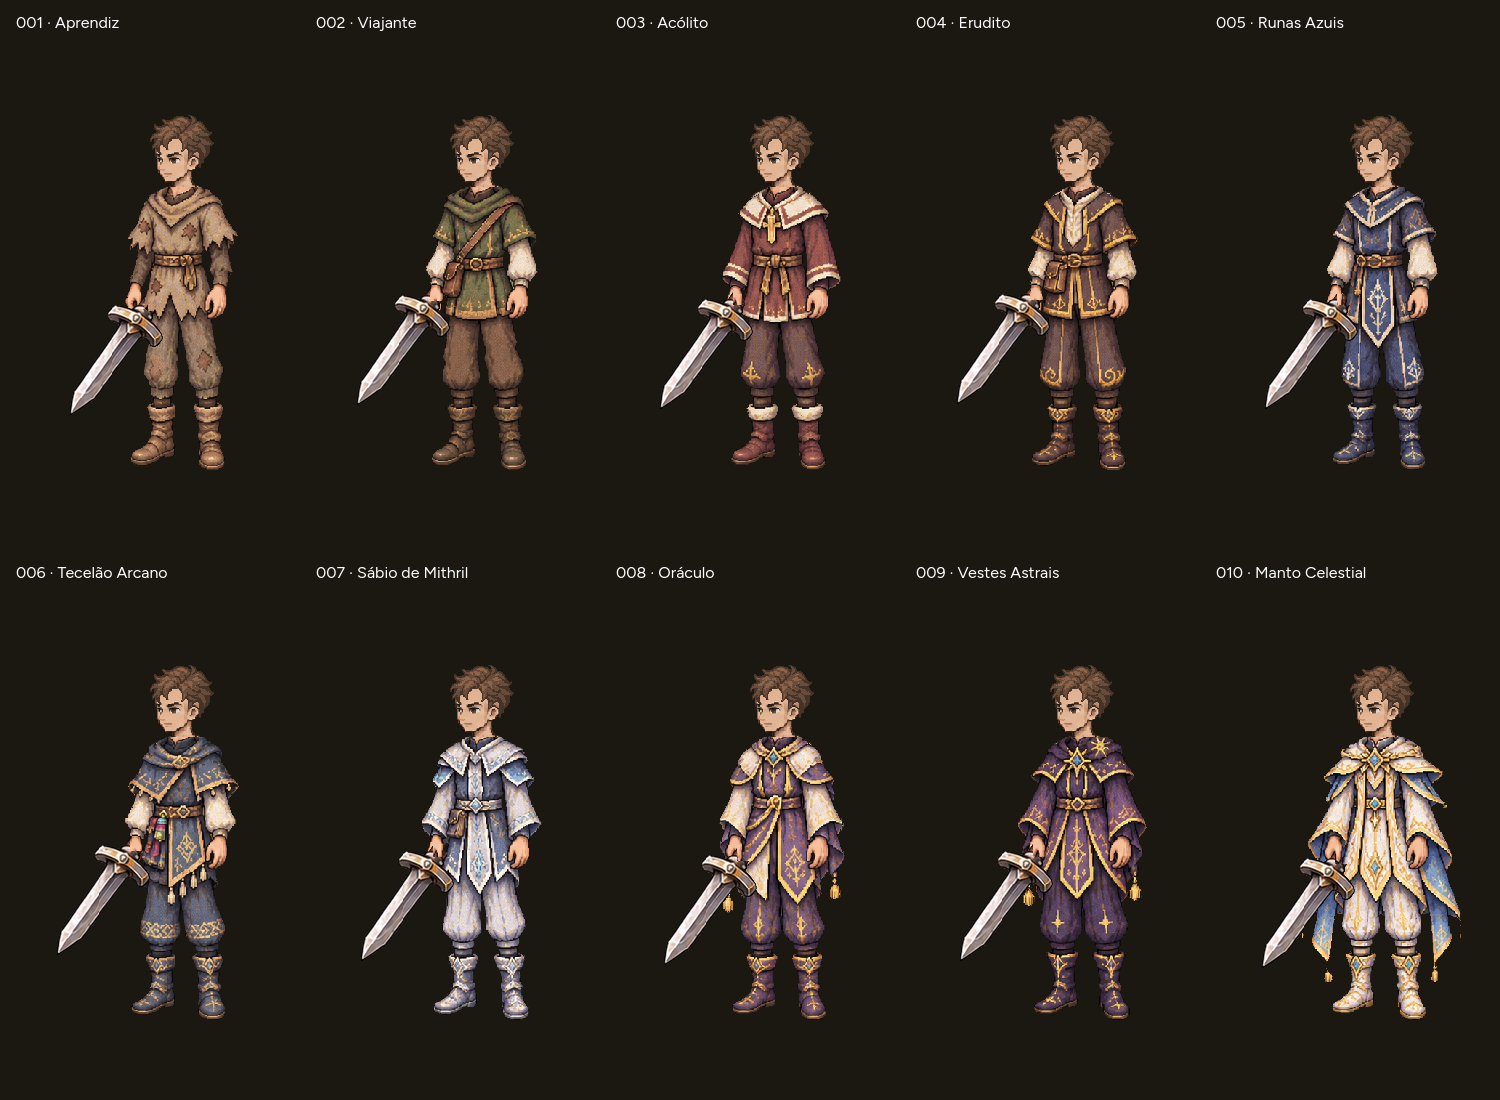 001 · Aprendiz
002 · Viajante
003 · Acólito
004 · Erudito
005 · Runas Azuis
006 · Tecelão Arcano
007 · Sábio de Mithril
008 · Oráculo
009 · Vestes Astrais
010 · Manto Celestial